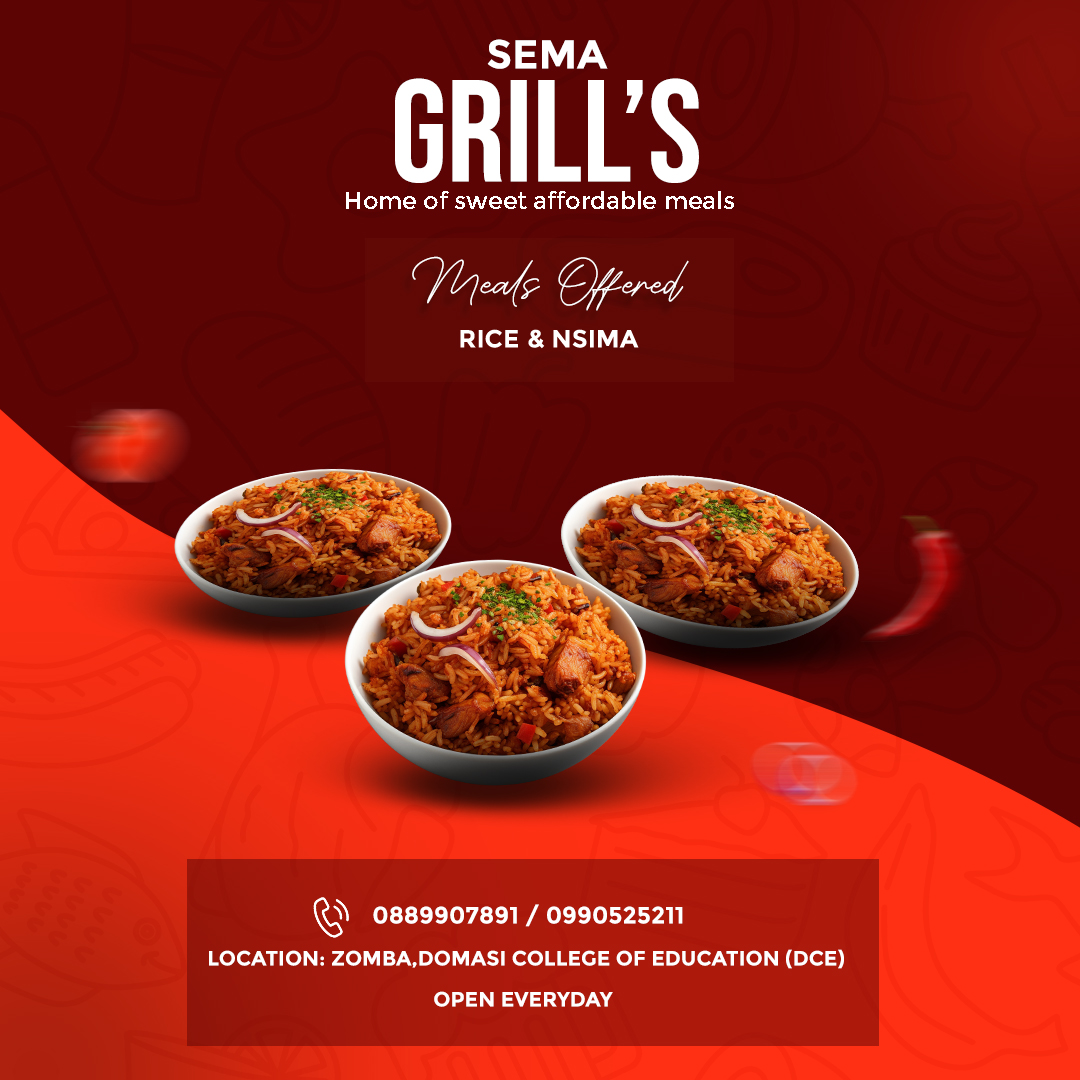 SEMA
GRILL'S
Home of sweet affordable meals
Meals Offered
RICE & NSIMA
0889907891 / 0990525211
LOCATION: ZOMBA,DOMASI COLLEGE OF EDUCATION (DCE)
OPEN EVERYDAY